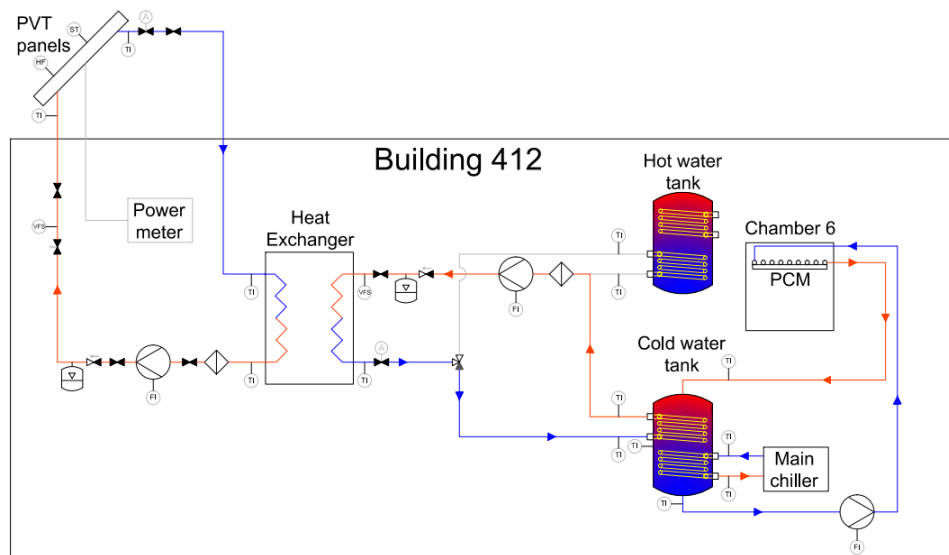 PVT
panels
ST
HF
A
TI
TI
Building 412
VFS
Power
meter
Heat
Exchanger
Hot water
tank
Chamber 6
PCM
TI
TI
TI
VFS
FI
TI
A
TI
FI
TI
Cold water
tank
TI
TI
TI
TI
TI
TI
TI
Main
chiller
FI